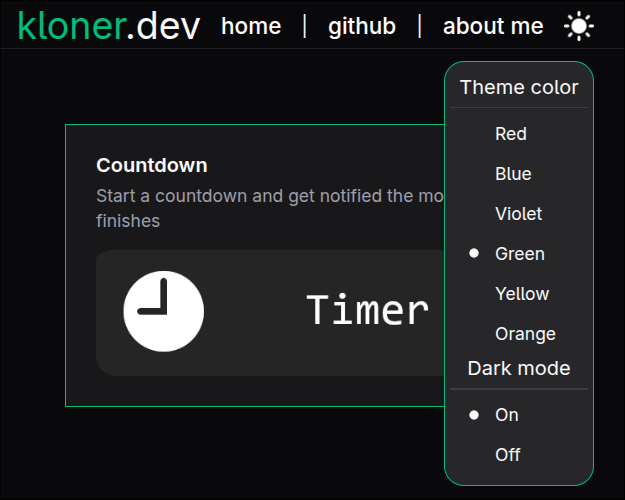 kloner.dev home | github | about me
Theme color
Red
Blue
Violet
Green
Yellow
Orange
Dark mode
On
Off
Countdown
Start a countdown and get notified the mo
finishes
Timer